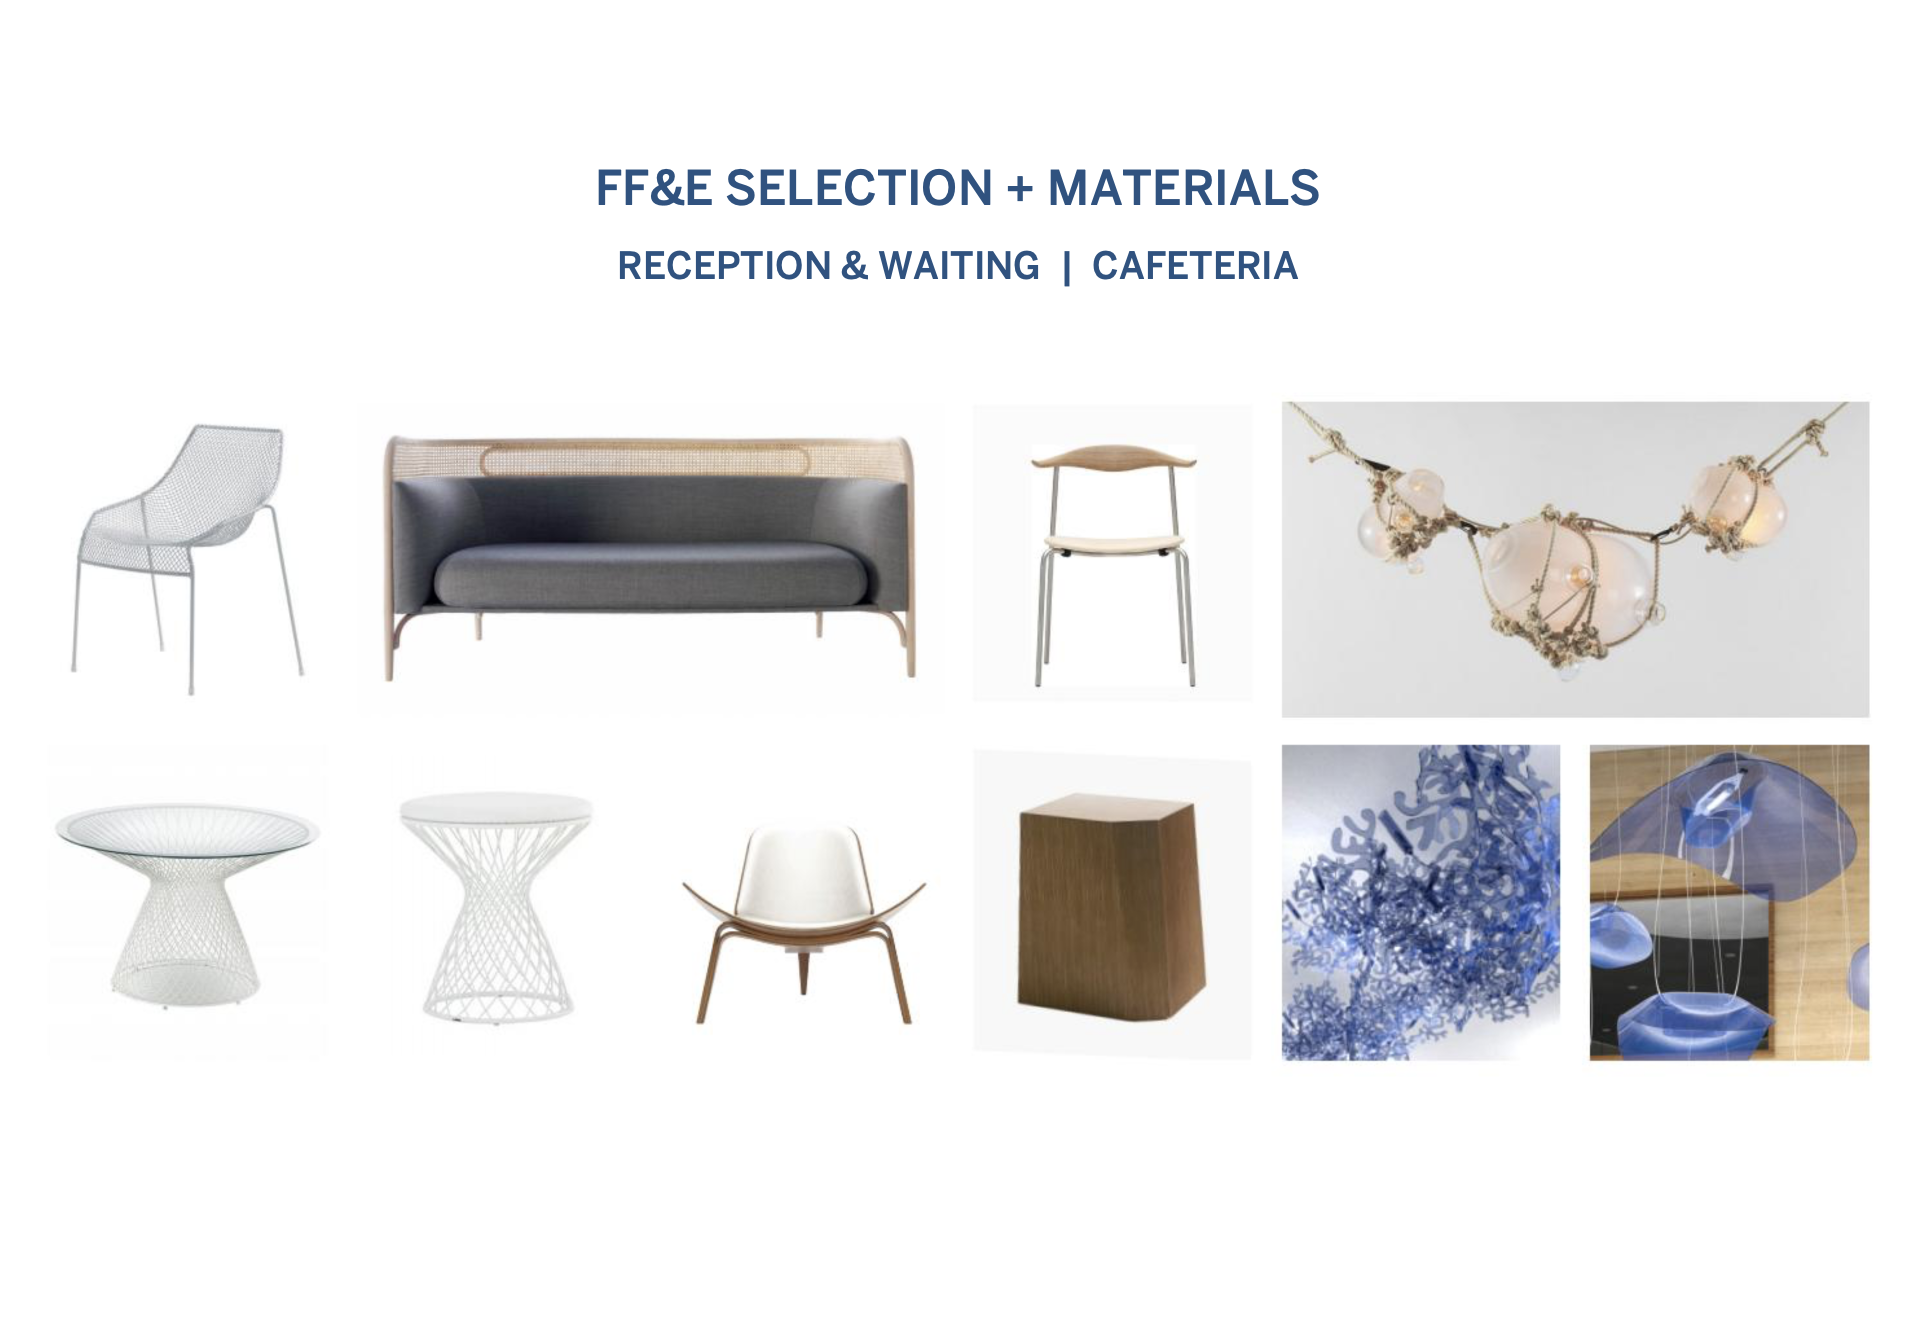 FF&E SELECTION + MATERIALS
RECEPTION & WAITING | CAFETERIA